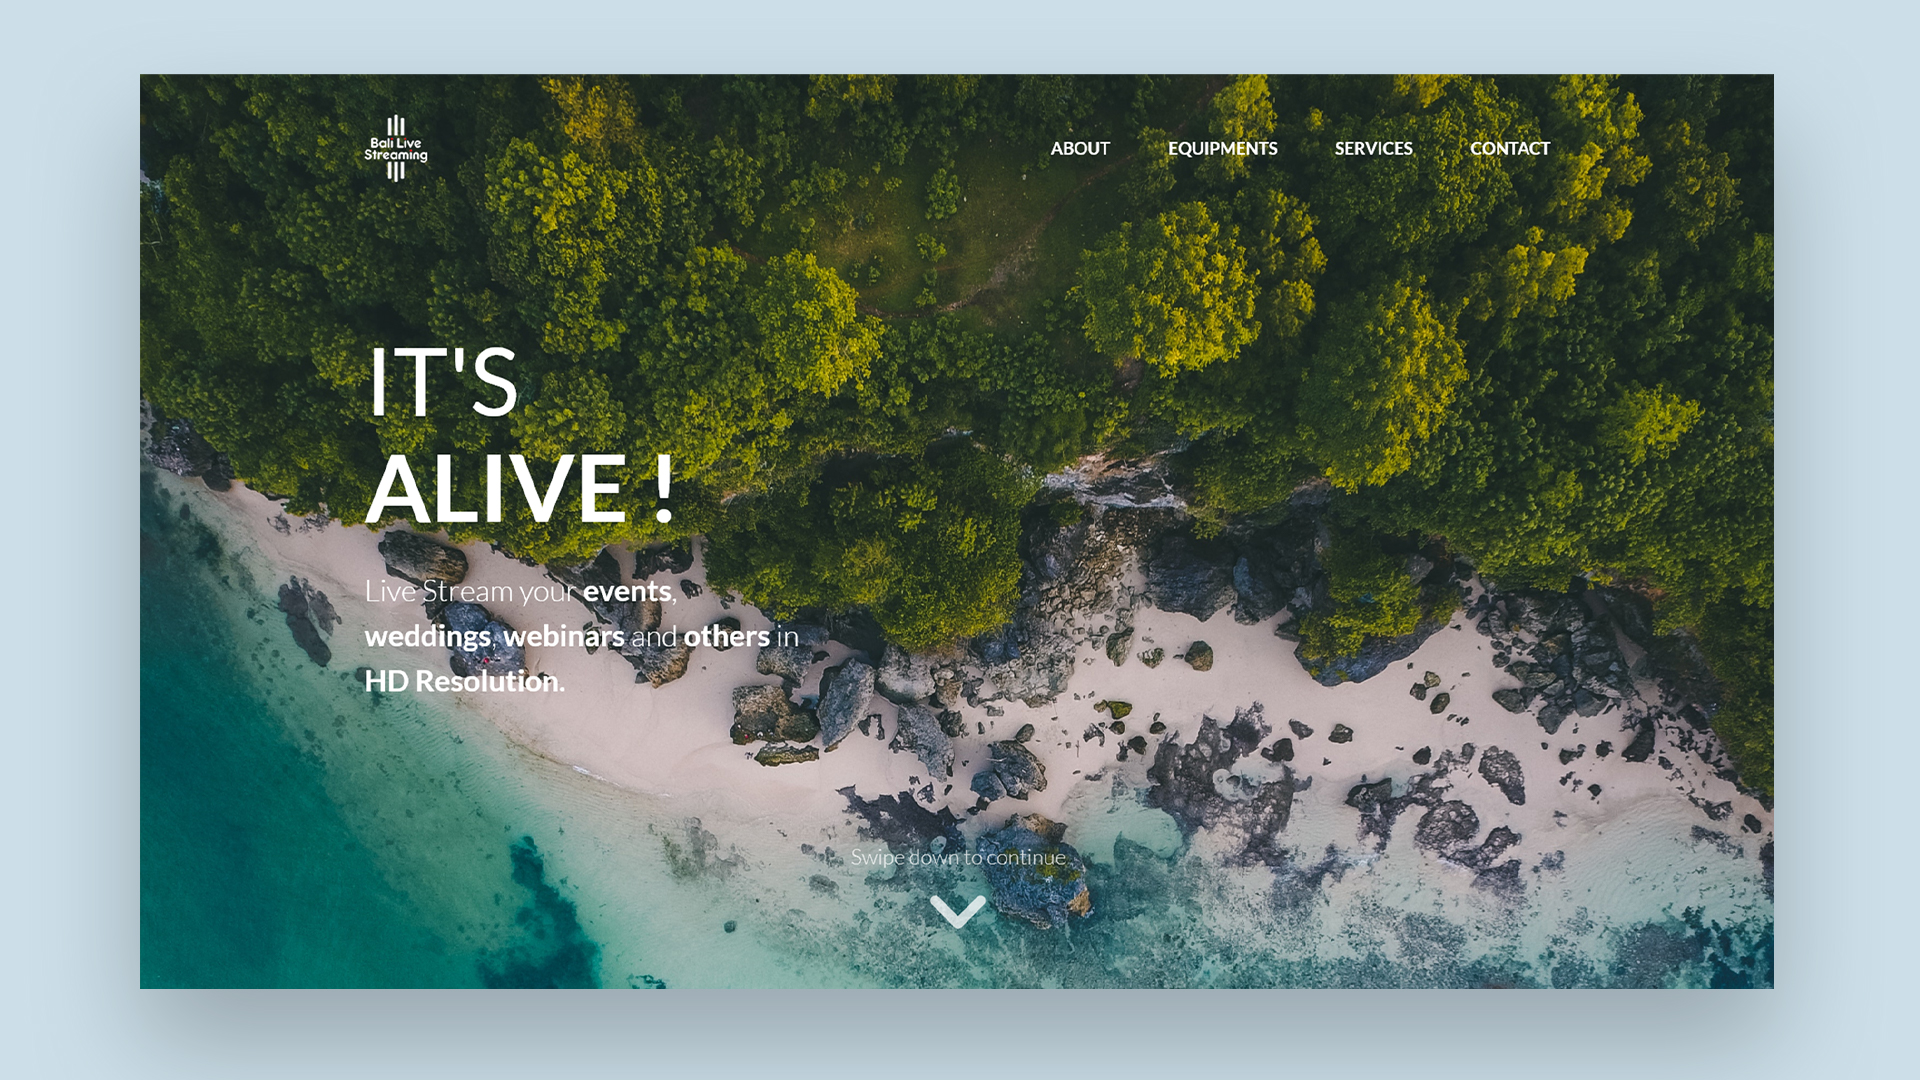 Bali Live
Streaming
ABOUT
EQUIPMENTS
SERVICES
CONTACT
IT'S
ALIVE !
Live Stream your events,
weddings, webinars and others in
HD Resolution.
Swipe down to continue